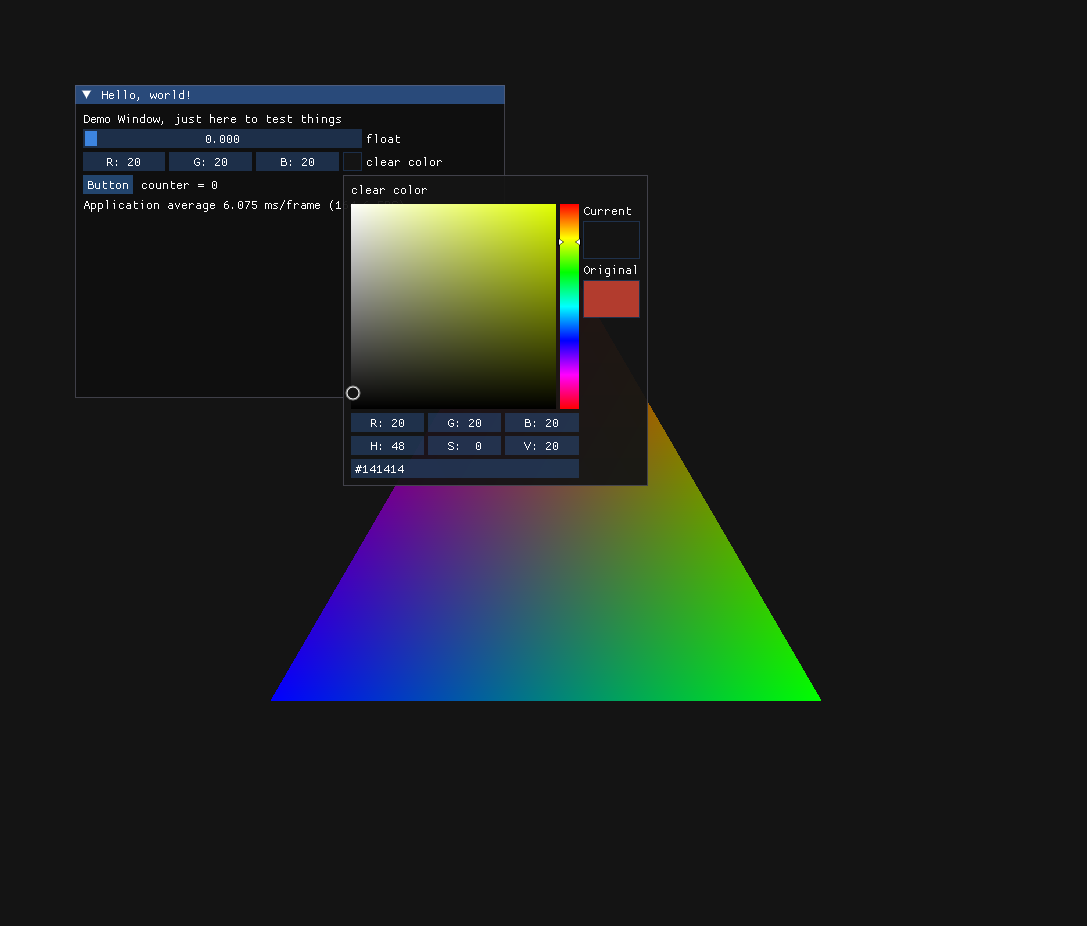 Hello, world!
Demo Window, just here to test things
0.000 float
R: 20 G: 20 B: 20 clear color
Button counter = 0
Application average 6.075 ms/frame (1
clear color
Current
Original
R: 20 G: 20 B: 20
H: 48 S: 0 V: 20
#141414